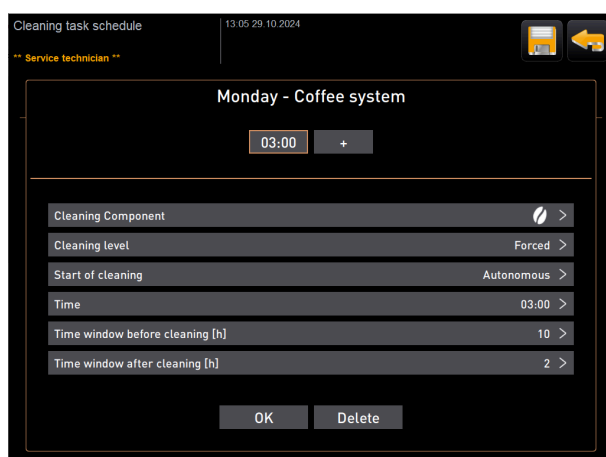 Cleaning task schedule
13:05 29.10.2024
** Service technician **
Monday - Coffee system
03:00 +
Cleaning Component >
Cleaning level Forced >
Start of cleaning Autonomous >
Time 03:00 >
Time window before cleaning [h] 10 >
Time window after cleaning [h] 2 >
OK Delete